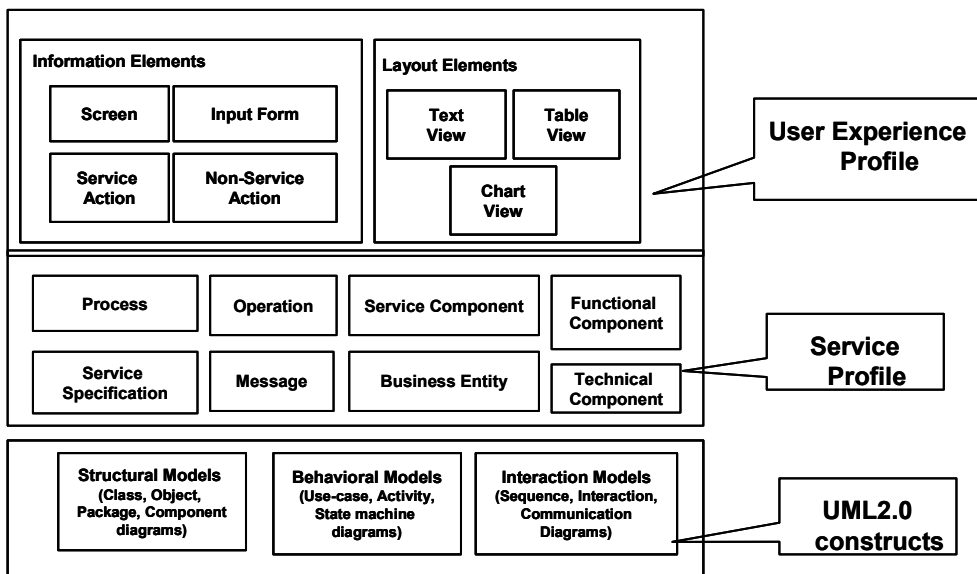 Information Elements
Screen
Input Form
Service
Action
Non-Service
Action
Layout Elements
Text
View
Table
View
Chart
View
User Experience
Profile
Process
Operation
Service Component
Functional
Component
Service
Specification
Message
Business Entity
Technical
Component
Service
Profile
Structural Models
(Class, Object,
Package, Component
diagrams)
Behavioral Models
(Use-case, Activity,
State machine
diagrams)
Interaction Models
(Sequence, Interaction,
Communication
Diagrams)
UML2.0
constructs